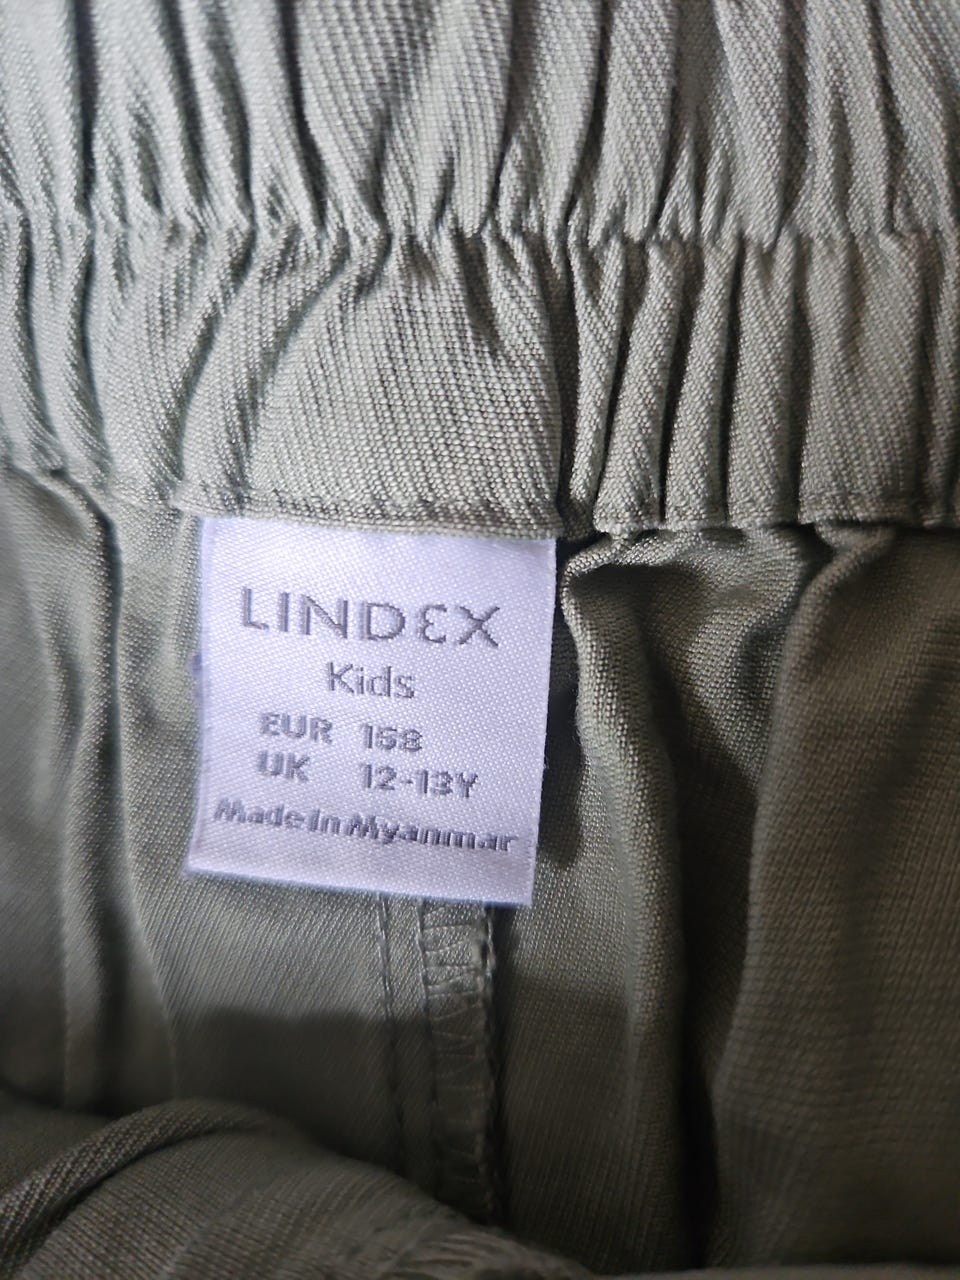 LINDEX
Kids
EUR 158
UK 12-13Y
Made in Myanmar